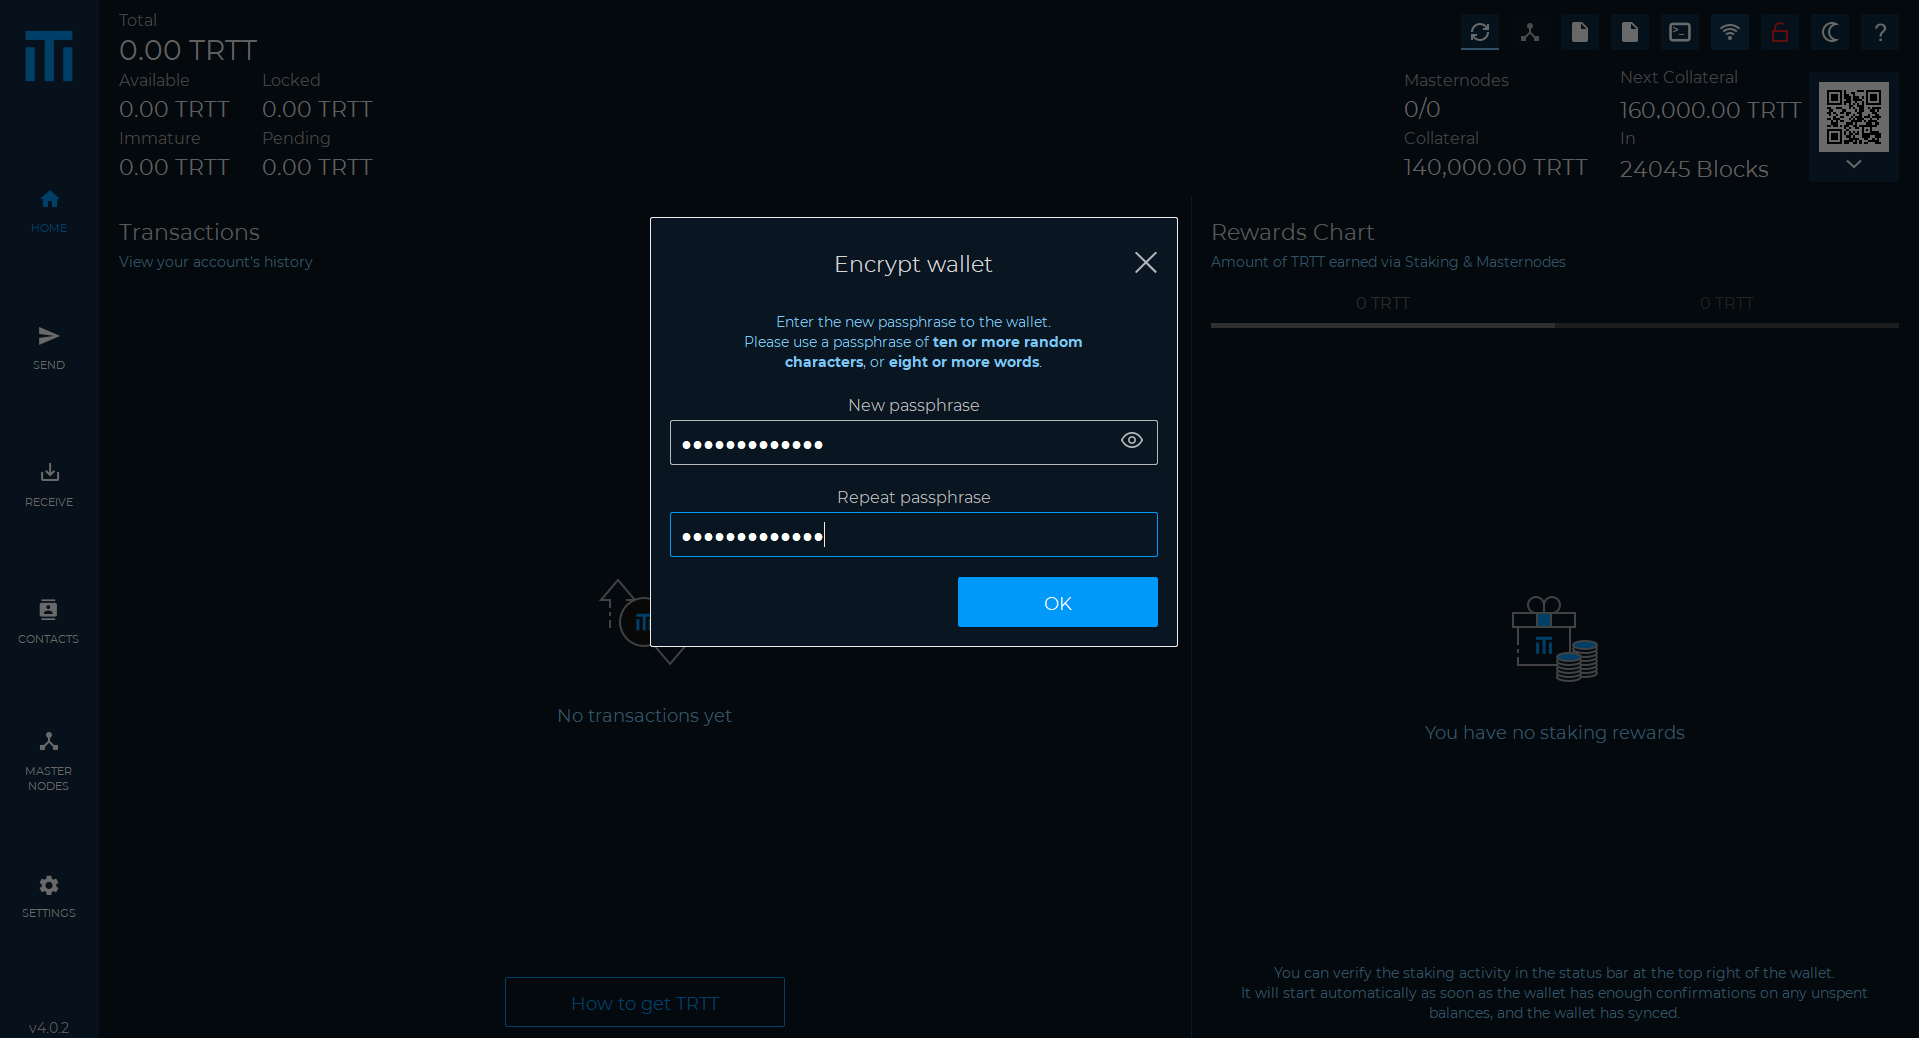 Total
0.00 TRTT
Available Locked
0.00 TRTT 0.00 TRTT
Immature Pending
0.00 TRTT 0.00 TRTT
Masternodes
0/0
Collateral
140,000.00 TRTT
Next Collateral
160,000.00 TRTT
In
24045 Blocks
HOME
SEND
RECEIVE
CONTACTS
MASTER
NODES
SETTINGS
v4.0.2
Transactions
View your account's history
No transactions yet
How to get TRTT
Encrypt wallet
Enter the new passphrase to the wallet.
Please use a passphrase of ten or more random
characters, or eight or more words.
New passphrase
●●●●●●●●●●●●●
Repeat passphrase
●●●●●●●●●●●●●
OK
Rewards Chart
Amount of TRTT earned via Staking & Masternodes
0 TRTT 0 TRTT
You have no staking rewards
You can verify the staking activity in the status bar at the top right of the wallet.
It will start automatically as soon as the wallet has enough confirmations on any unspent
balances, and the wallet has synced.